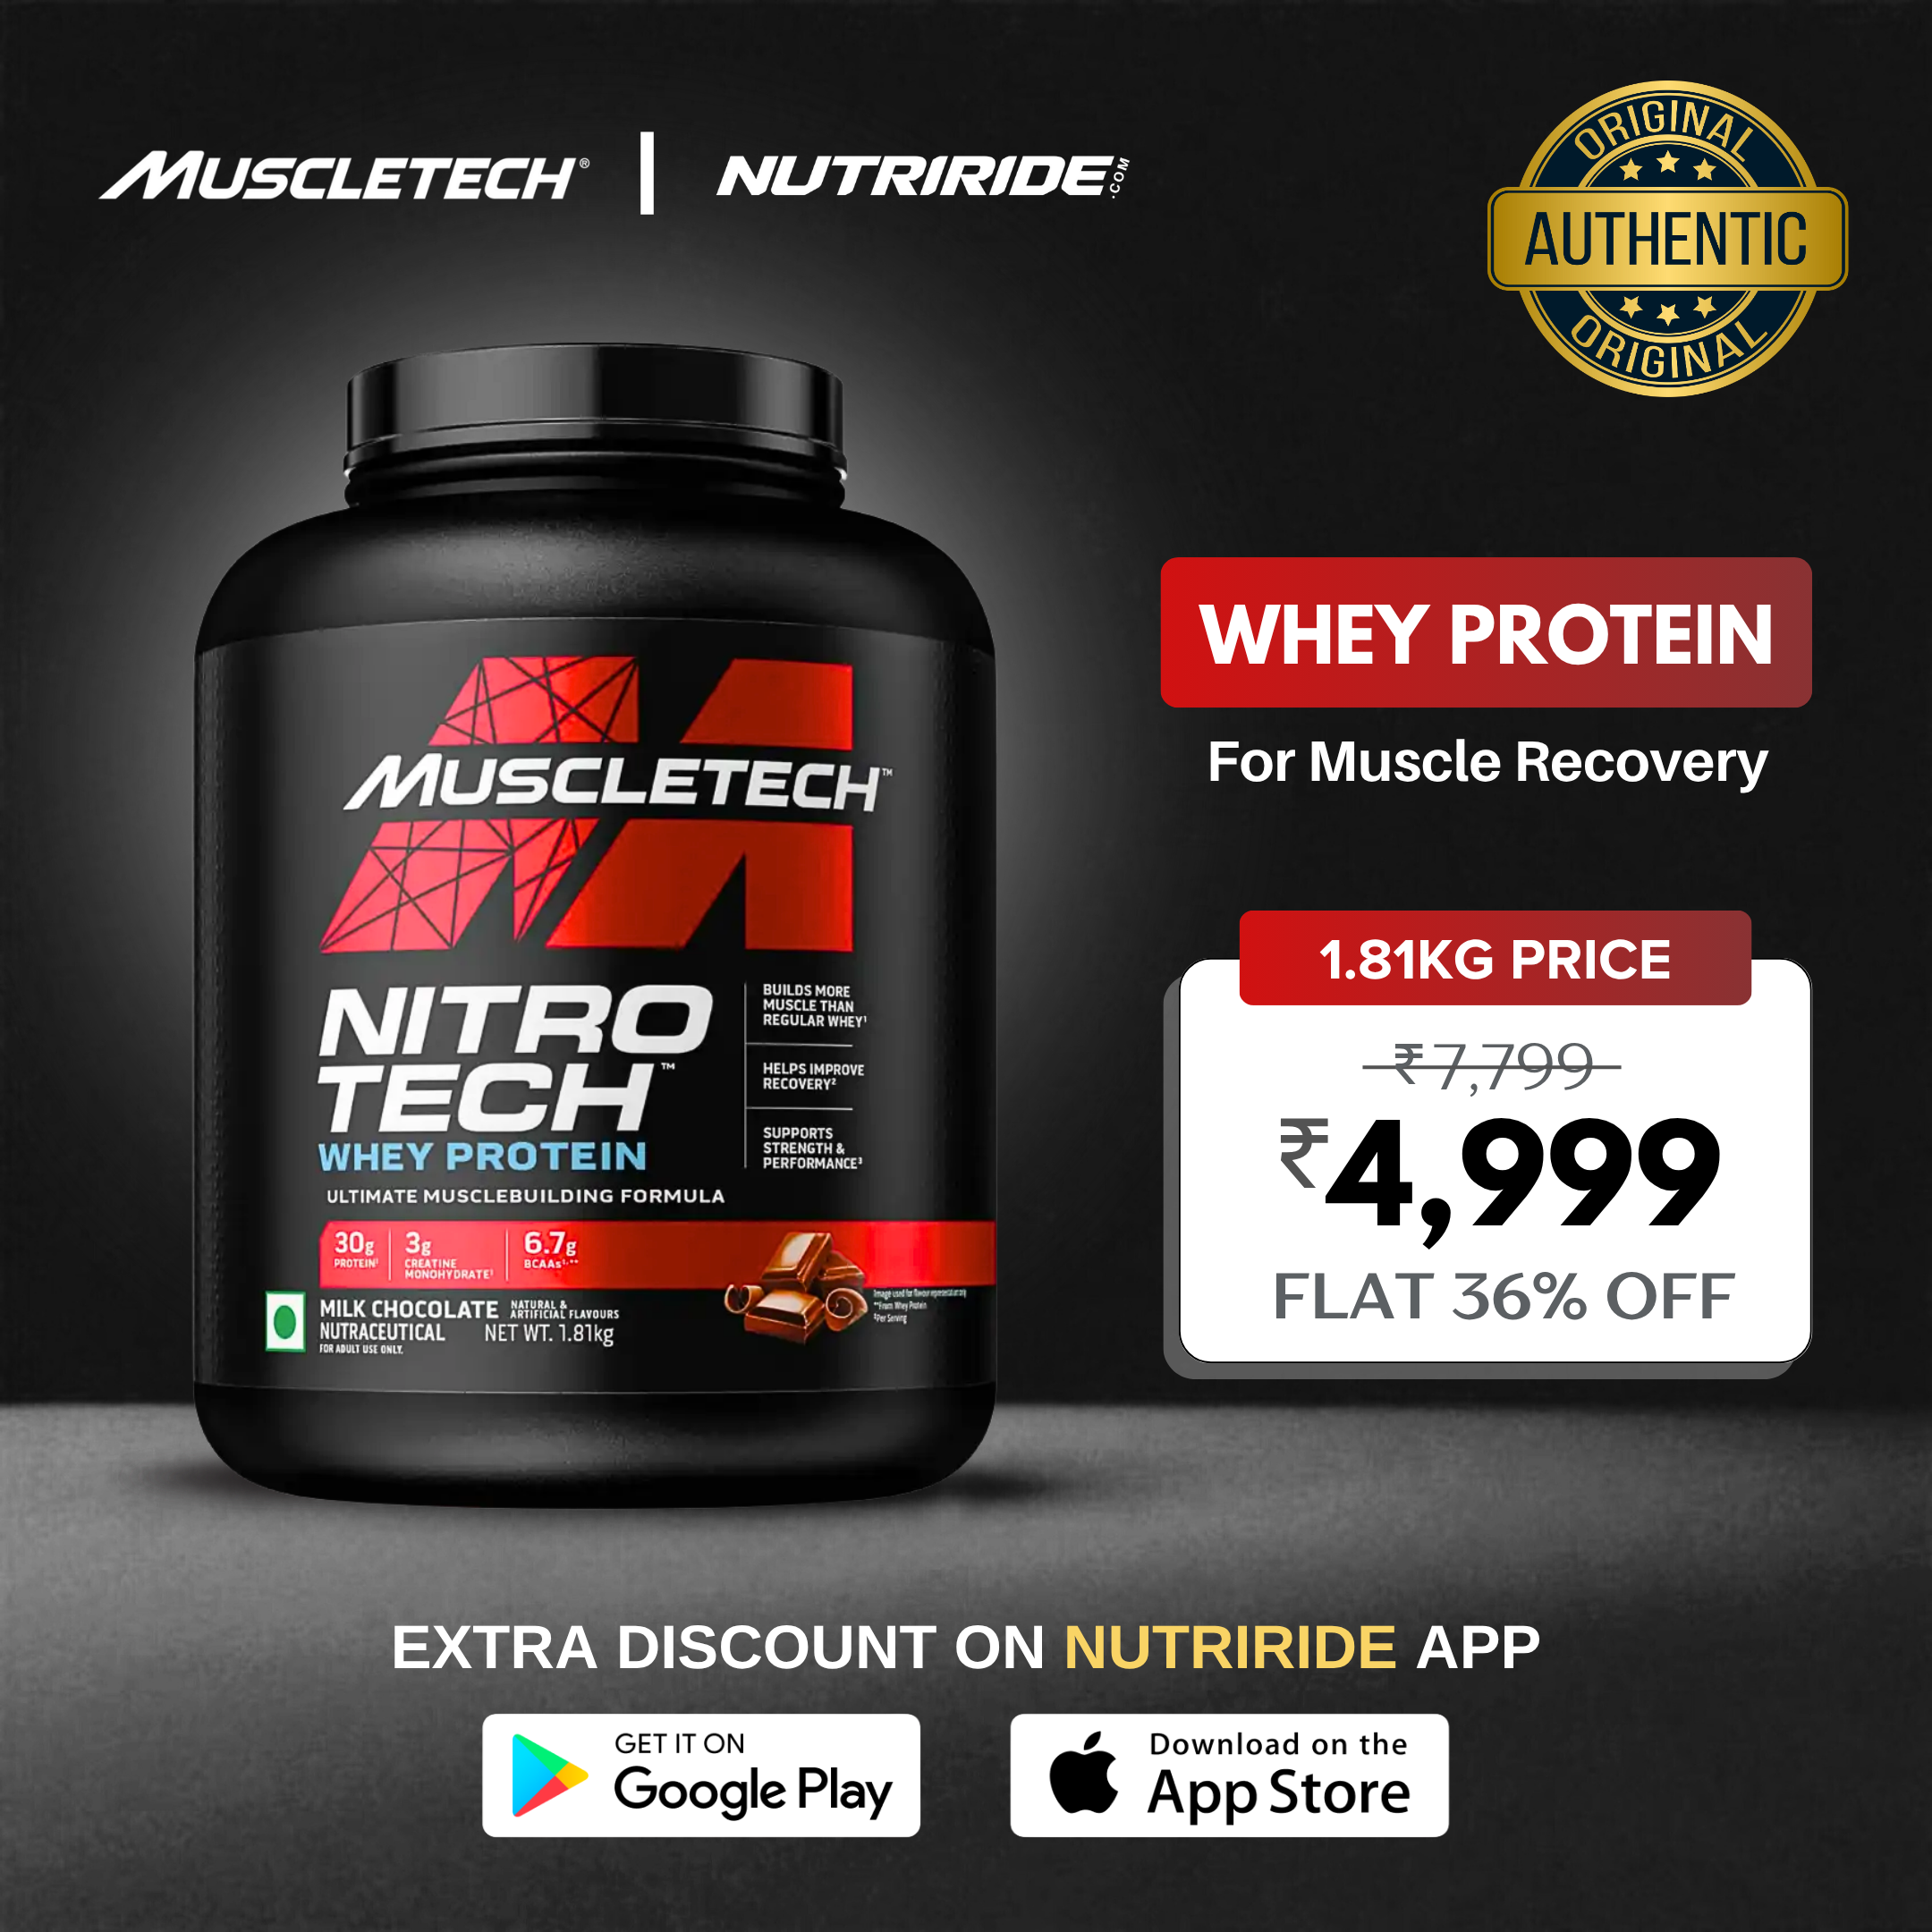 MUSCLETECH®
NUTRIRIDE.COM
ORIGINAL
AUTHENTIC
ORIGINAL
MUSCLETECH™
NITRO
TECH™
WHEY PROTEIN
ULTIMATE MUSCLEBUILDING FORMULA
BUILDS MORE
MUSCLE THAN
REGULAR WHEY¹
HELPS IMPROVE
RECOVERY²
SUPPORTS
STRENGTH &
PERFORMANCE³
30g
PROTEIN‡
3g
CREATINE
MONOHYDRATE‡
6.7g
BCAAs‡,**
MILK CHOCOLATE
NATURAL &
ARTIFICIAL FLAVOURS
NUTRACEUTICAL
NET WT. 1.81kg
FOR ADULT USE ONLY.
Image used for flavour representation only
**From Whey Protein
‡Per Serving
WHEY PROTEIN
For Muscle Recovery
1.81KG PRICE
₹7,799
₹4,999
FLAT 36% OFF
EXTRA DISCOUNT ON NUTRIRIDE APP
GET IT ON
Google Play
Download on the
App Store